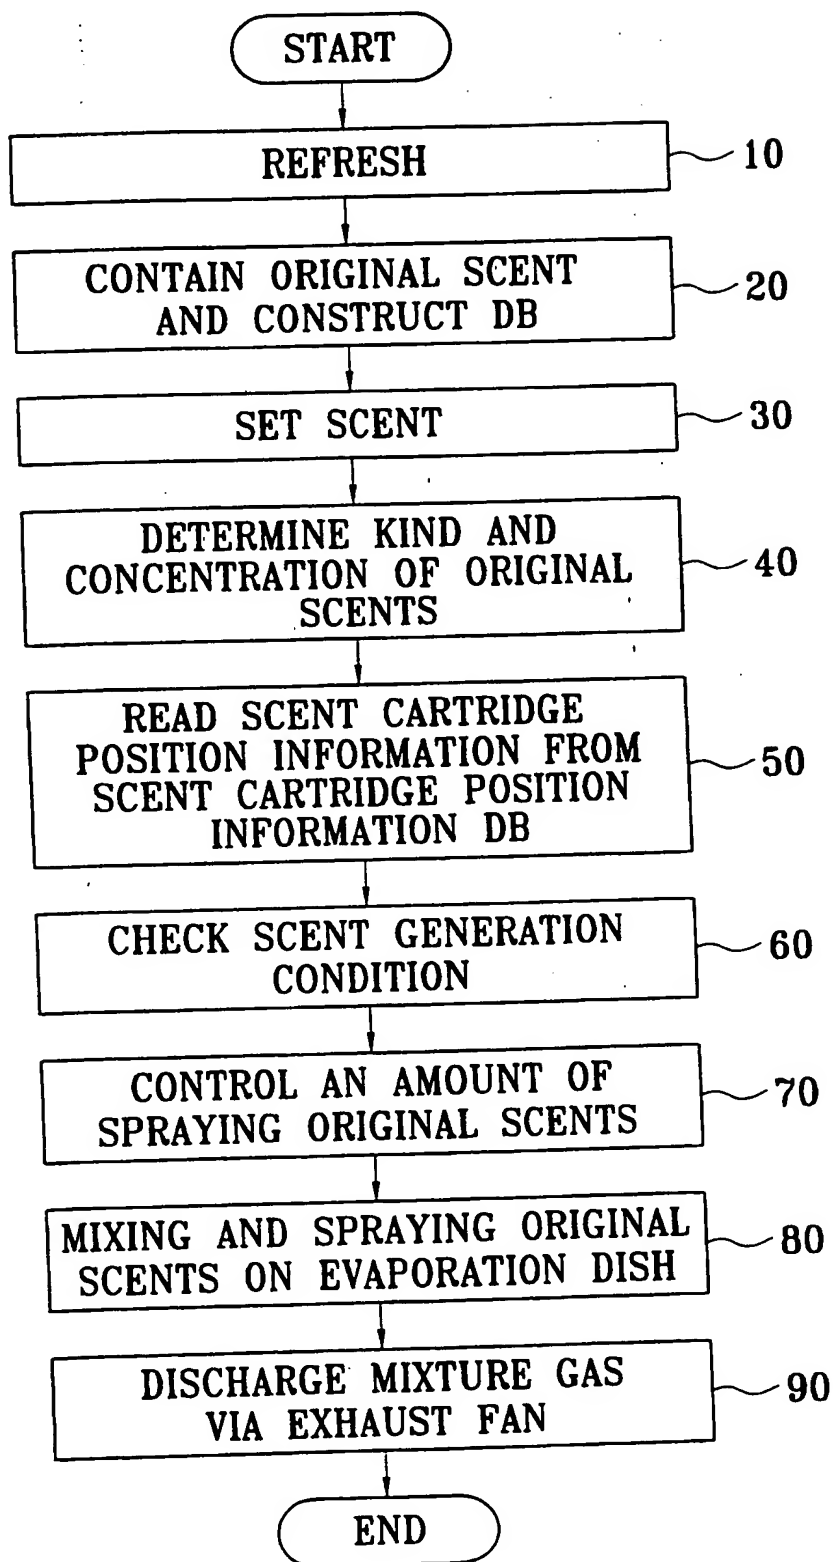 START
REFRESH
10
CONTAIN ORIGINAL SCENT
AND CONSTRUCT DB
20
SET SCENT
30
DETERMINE KIND AND
CONCENTRATION OF ORIGINAL
SCENTS
40
READ SCENT CARTRIDGE
POSITION INFORMATION FROM
SCENT CARTRIDGE POSITION
INFORMATION DB
50
CHECK SCENT GENERATION
CONDITION
60
CONTROL AN AMOUNT OF
SPRAYING ORIGINAL SCENTS
70
MIXING AND SPRAYING ORIGINAL
SCENTS ON EVAPORATION DISH
80
DISCHARGE MIXTURE GAS
VIA EXHAUST FAN
90
END